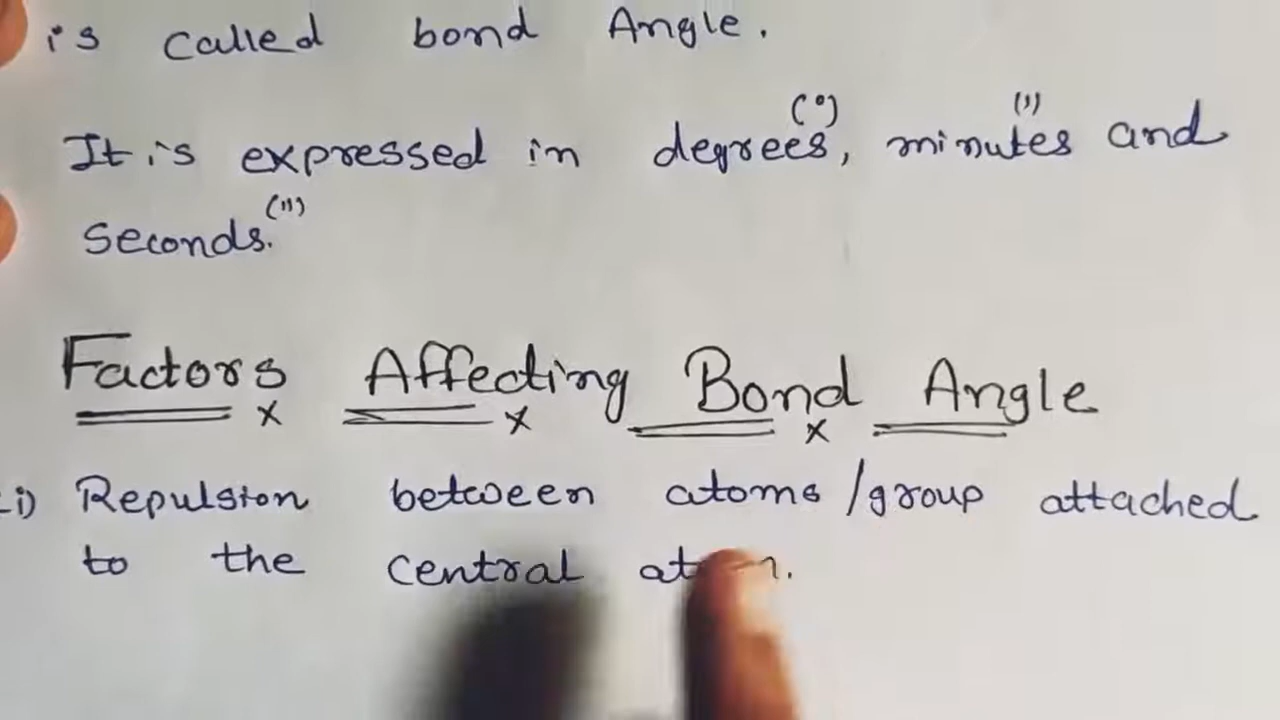 is called bond Angle.
(°) (')
It is expressed in degrees, minutes and
('')
seconds.
Factors Affecting Bond Angle
x x x
i) Repulsion between atoms/group attached
to the central